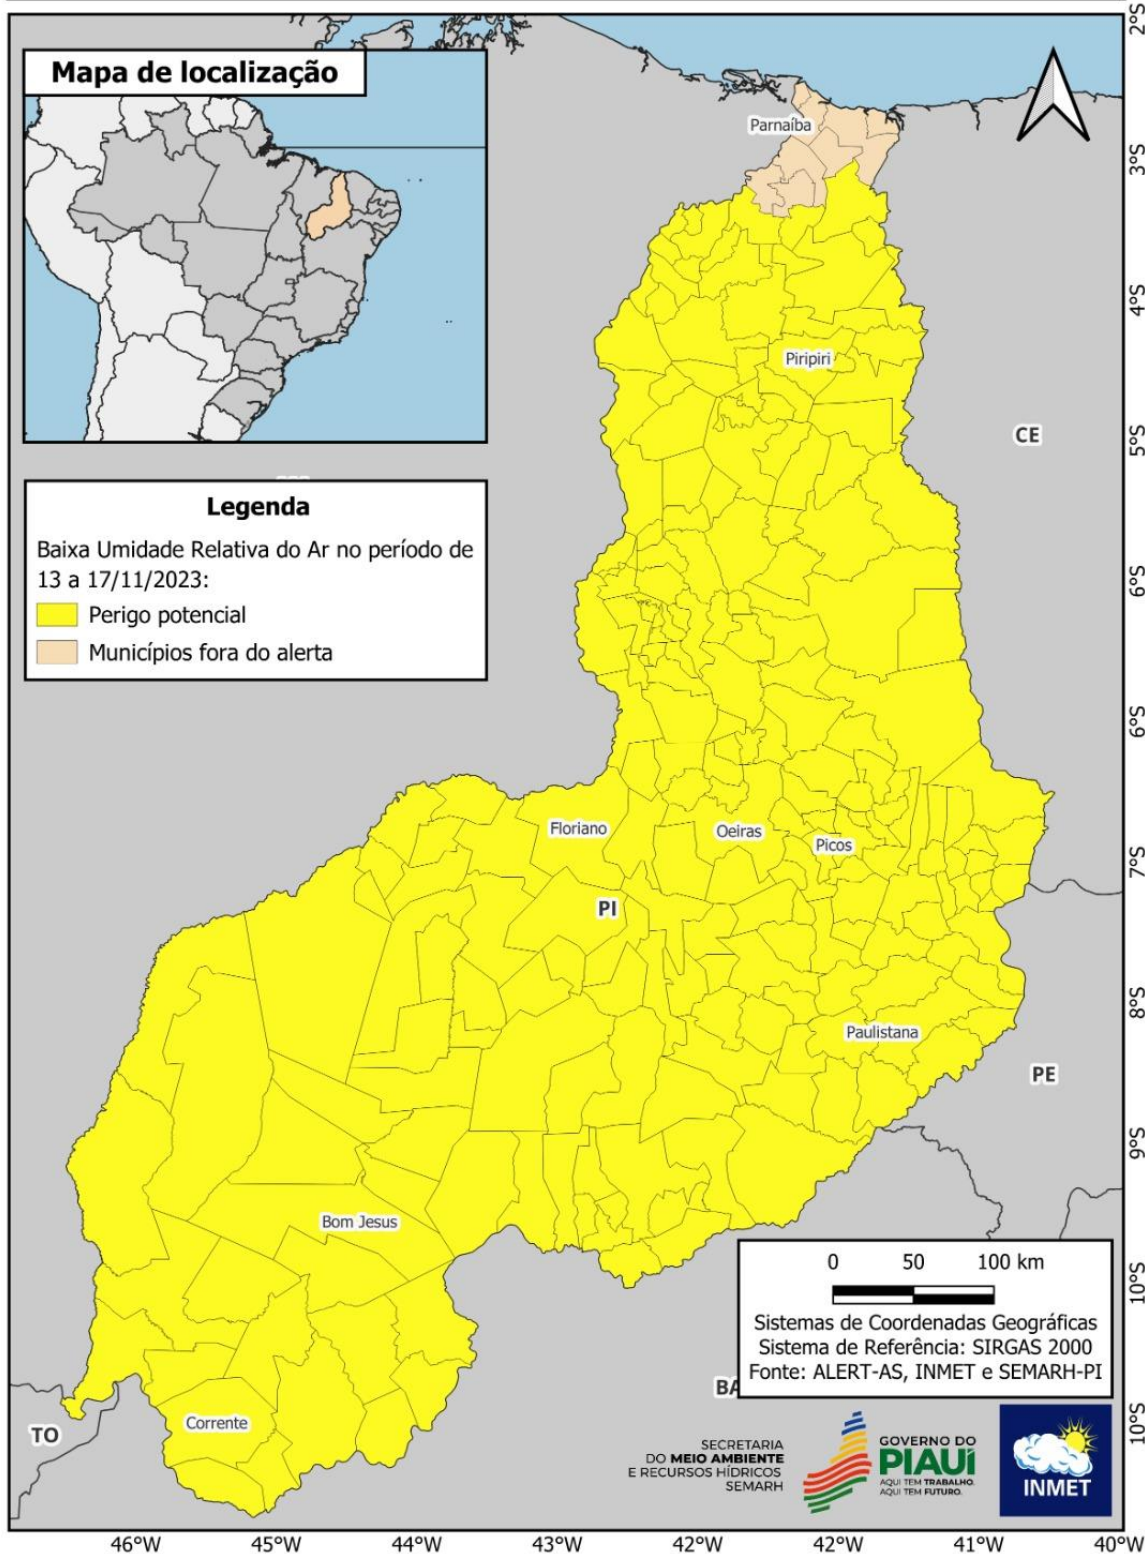 Mapa de localização
Legenda
Baixa Umidade Relativa do Ar no período de
13 a 17/11/2023:
Perigo potencial
Municípios fora do alerta
Parnaíba
Piripiri
CE
Floriano
Oeiras
Picos
PI
Paulistana
PE
Bom Jesus
Corrente
TO
BA
0 50 100 km
Sistemas de Coordenadas Geográficas
Sistema de Referência: SIRGAS 2000
Fonte: ALERT-AS, INMET e SEMARH-PI
SECRETARIA
DO MEIO AMBIENTE
E RECURSOS HÍDRICOS
SEMARH
GOVERNO DO
PIAUÍ
AQUI TEM TRABALHO.
AQUI TEM FUTURO.
INMET
2°S
3°S
4°S
5°S
6°S
6°S
7°S
8°S
9°S
10°S
10°S
46°W 45°W 44°W 43°W 42°W 42°W 41°W 40°W